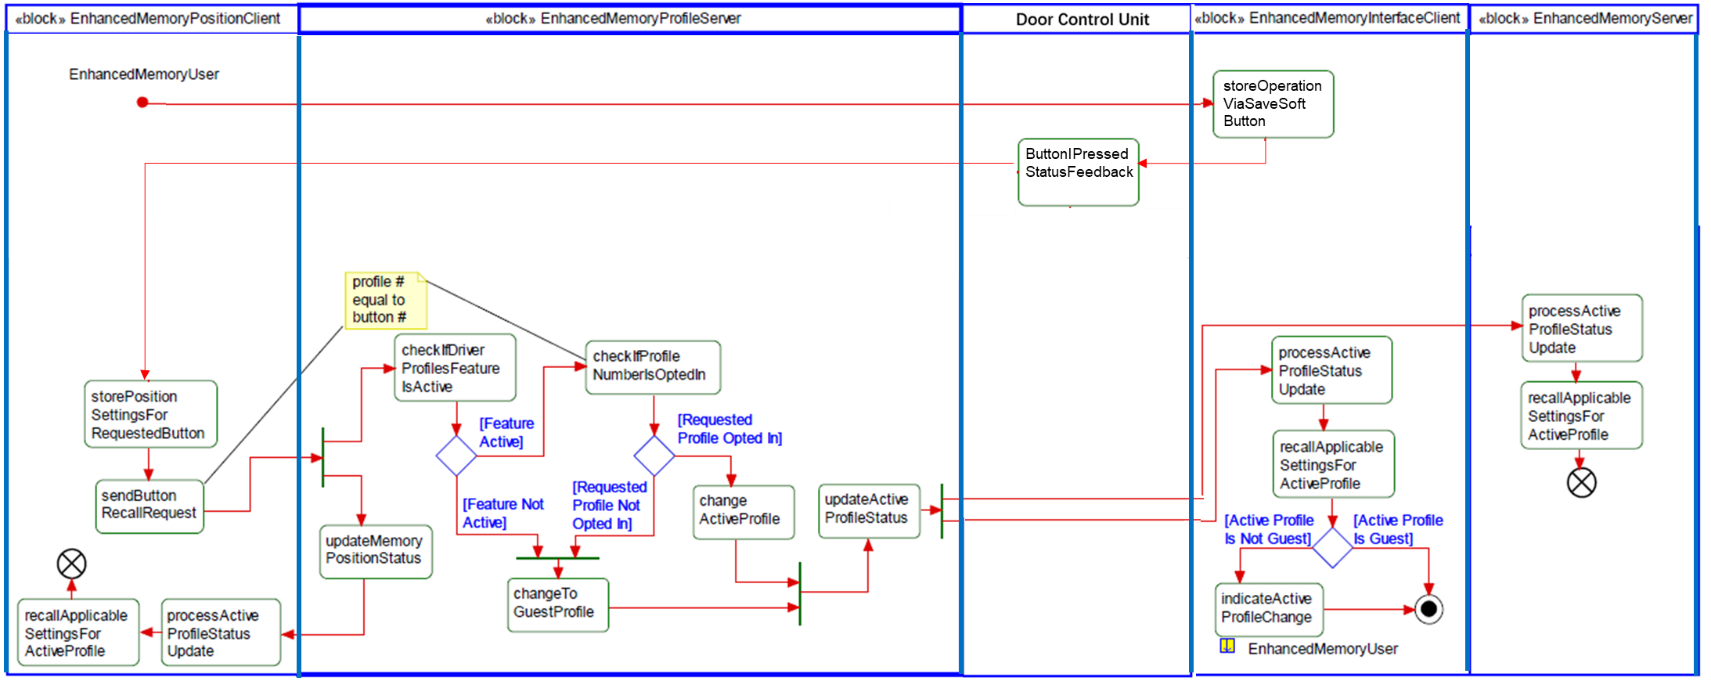 «block» EnhancedMemoryPositionClient
«block» EnhancedMemoryProfileServer
Door Control Unit
«block» EnhancedMemoryInterfaceClient
«block» EnhancedMemoryServer
EnhancedMemoryUser
storeOperation
ViaSaveSoft
Button
ButtonIPressed
StatusFeedback
profile #
equal to
button #
storePosition
SettingsFor
RequestedButton
sendButton
RecallRequest
checkIfDriver
ProfilesFeature
IsActive
[Feature
Active]
[Feature Not
Active]
checkIfProfile
NumberIsOptedIn
[Requested
Profile Opted In]
[Requested
Profile Not
Opted In]
change
ActiveProfile
updateActive
ProfileStatus
updateMemory
PositionStatus
changeTo
GuestProfile
recallApplicable
SettingsFor
ActiveProfile
processActive
ProfileStatus
Update
processActive
ProfileStatus
Update
recallApplicable
SettingsFor
ActiveProfile
[Active Profile
Is Not Guest]
[Active Profile
Is Guest]
indicateActive
ProfileChange
EnhancedMemoryUser
processActive
ProfileStatus
Update
recallApplicable
SettingsFor
ActiveProfile